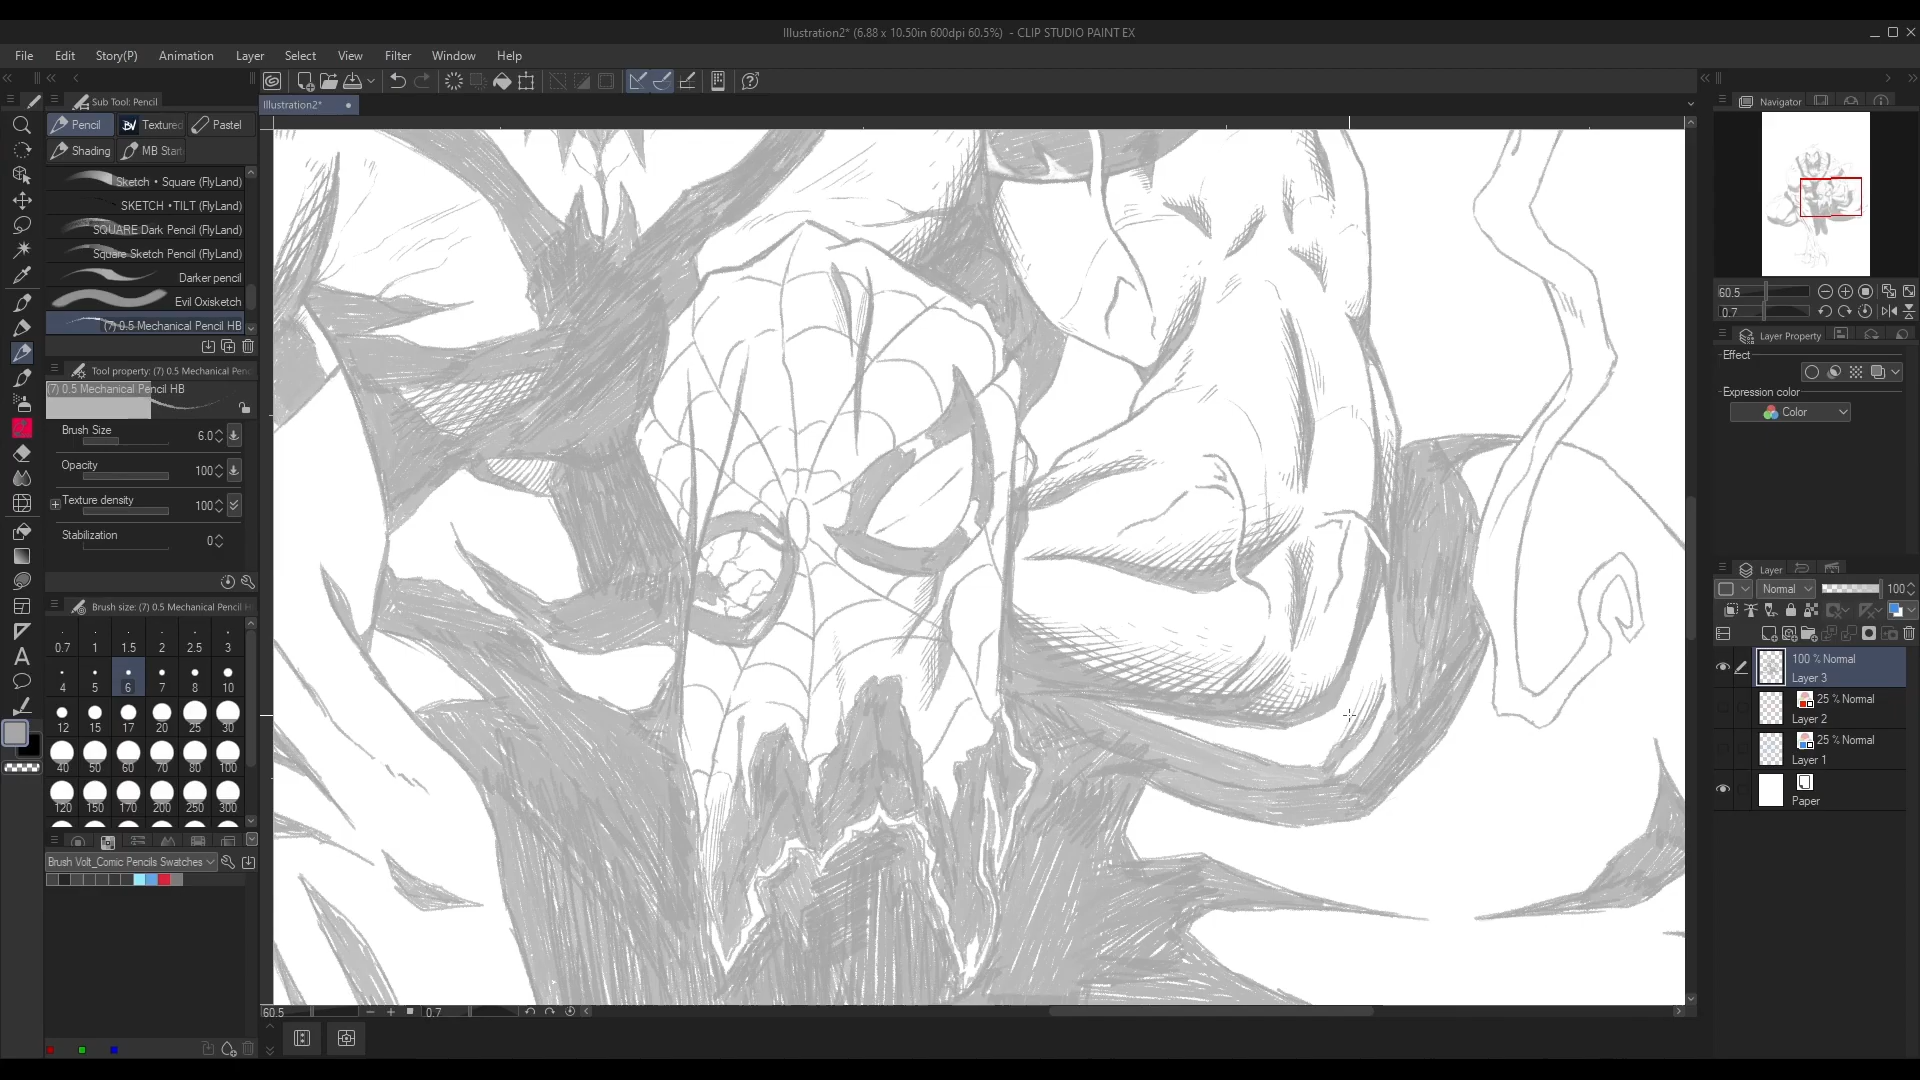 Illustration2* (6.88 x 10.50in 600dpi 60.5%) - CLIP STUDIO PAINT EX
File Edit Story(P) Animation Layer Select View Filter Window Help
Sub Tool: Pencil
Illustration2*
Navigator
Pencil
Textured
Pastel
Shading
MB Start
Sketch • Square (FlyLand)
SKETCH •TILT (FlyLand)
SQUARE Dark Pencil (FlyLand)
Square Sketch Pencil (FlyLand)
Darker pencil
Evil Oxisketch
(7) 0.5 Mechanical Pencil HB
Tool property: (7) 0.5 Mechanical Penc
(7) 0.5 Mechanical Pencil HB
Brush Size 6.0
Opacity 100
Texture density 100
Stabilization 0
Brush size: (7) 0.5 Mechanical Pencil H
0.7 1 1.5 2 2.5 3
4 5 6 7 8 10
12 15 17 20 25 30
40 50 60 70 80 100
120 150 170 200 250 300
Brush Volt_Comic Pencils Swatches
60.5
0.7
60.5
0.7
Layer Property
Effect
Expression color
Color
Layer
Normal 100
100 % Normal
Layer 3
25 % Normal
Layer 2
25 % Normal
Layer 1
Paper